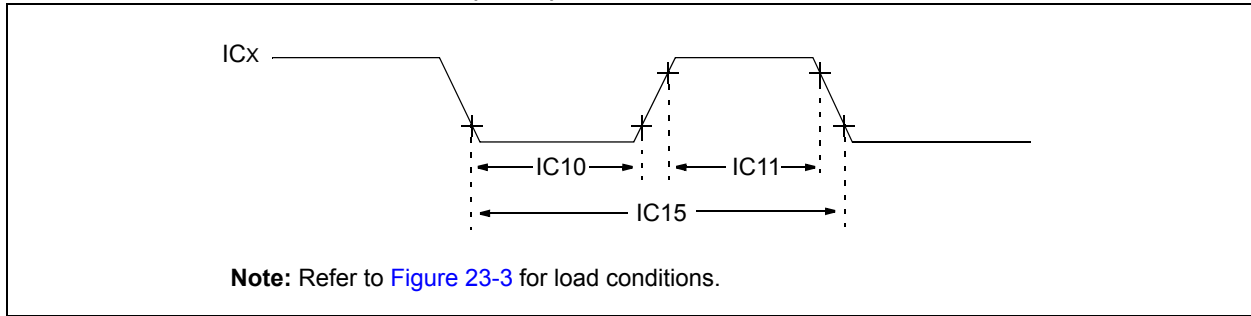 ICx
IC10
IC11
IC15
Note: Refer to Figure 23-3 for load conditions.